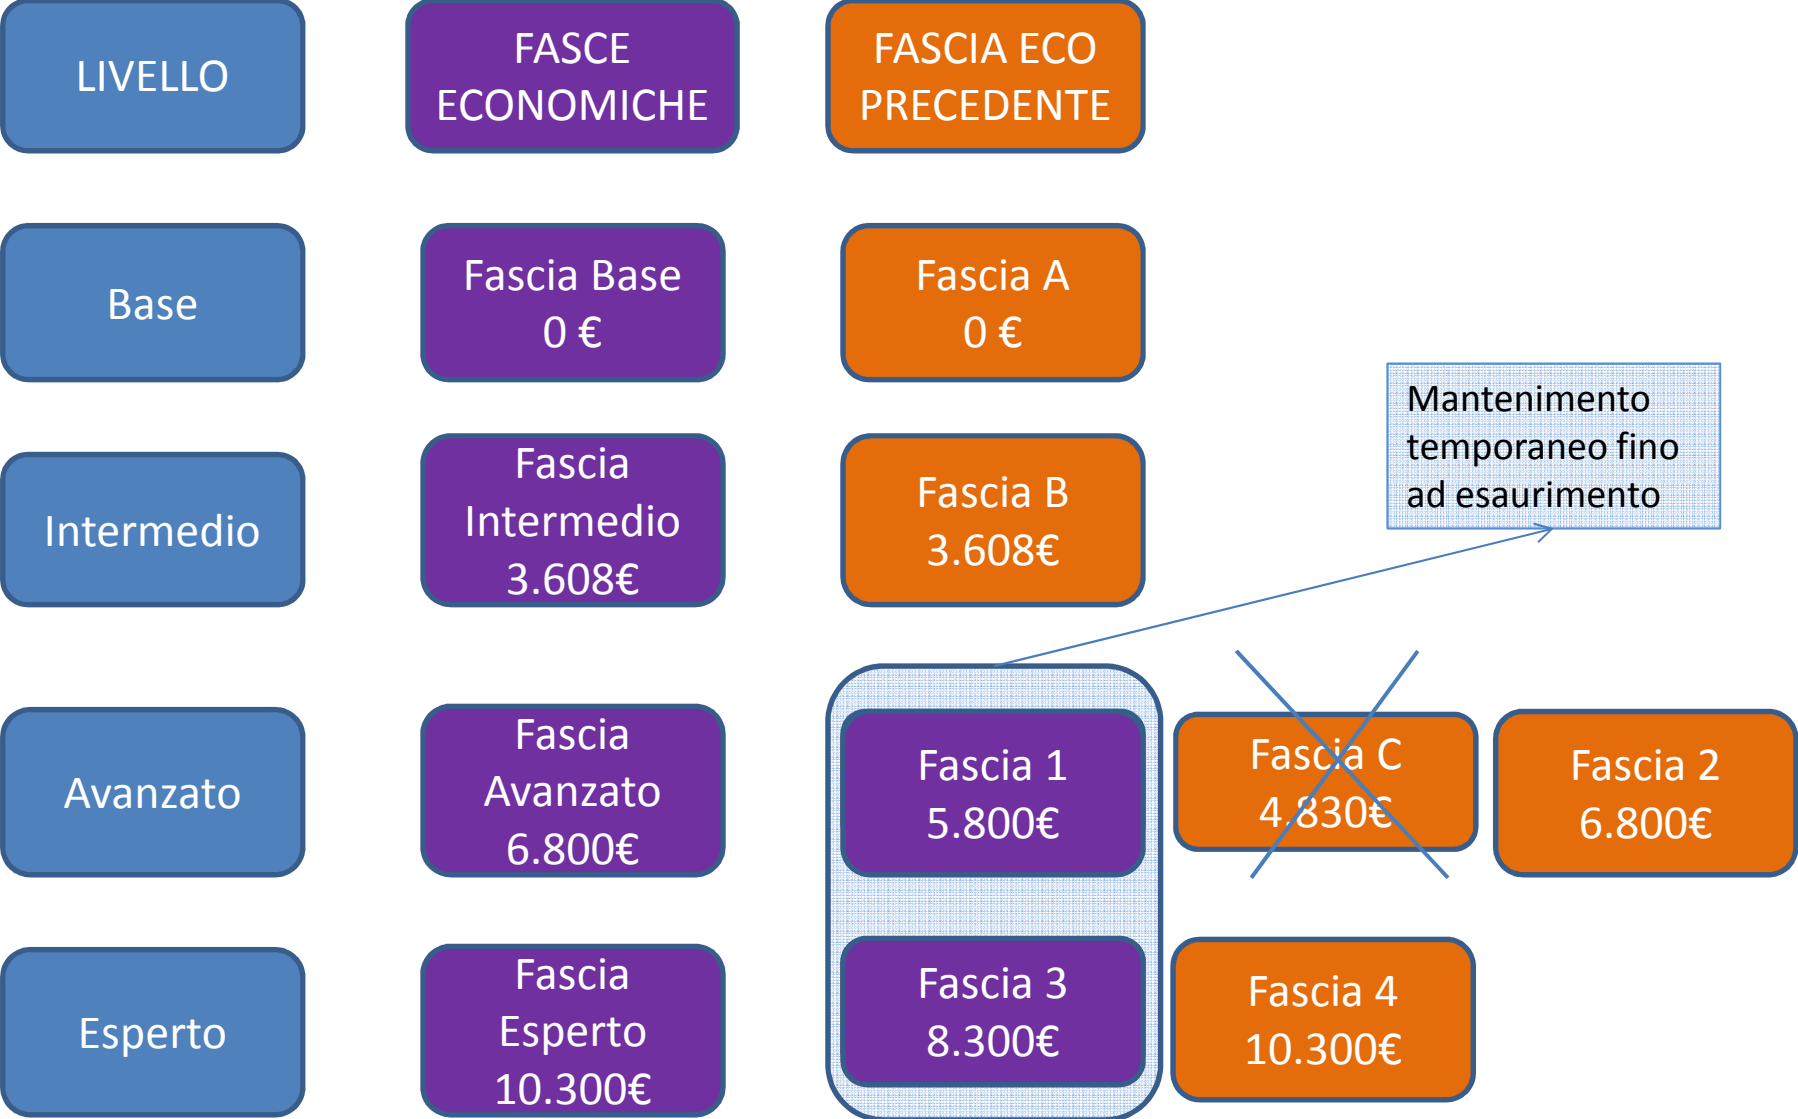 LIVELLO
FASCE
ECONOMICHE
FASCIA ECO
PRECEDENTE
Base
Fascia Base
0 €
Fascia A
0 €
Mantenimento
temporaneo fino
ad esaurimento
Intermedio
Fascia
Intermedio
3.608€
Fascia B
3.608€
Avanzato
Fascia
Avanzato
6.800€
Fascia 1
5.800€
Fascia C
4.830€
Fascia 2
6.800€
Esperto
Fascia
Esperto
10.300€
Fascia 3
8.300€
Fascia 4
10.300€